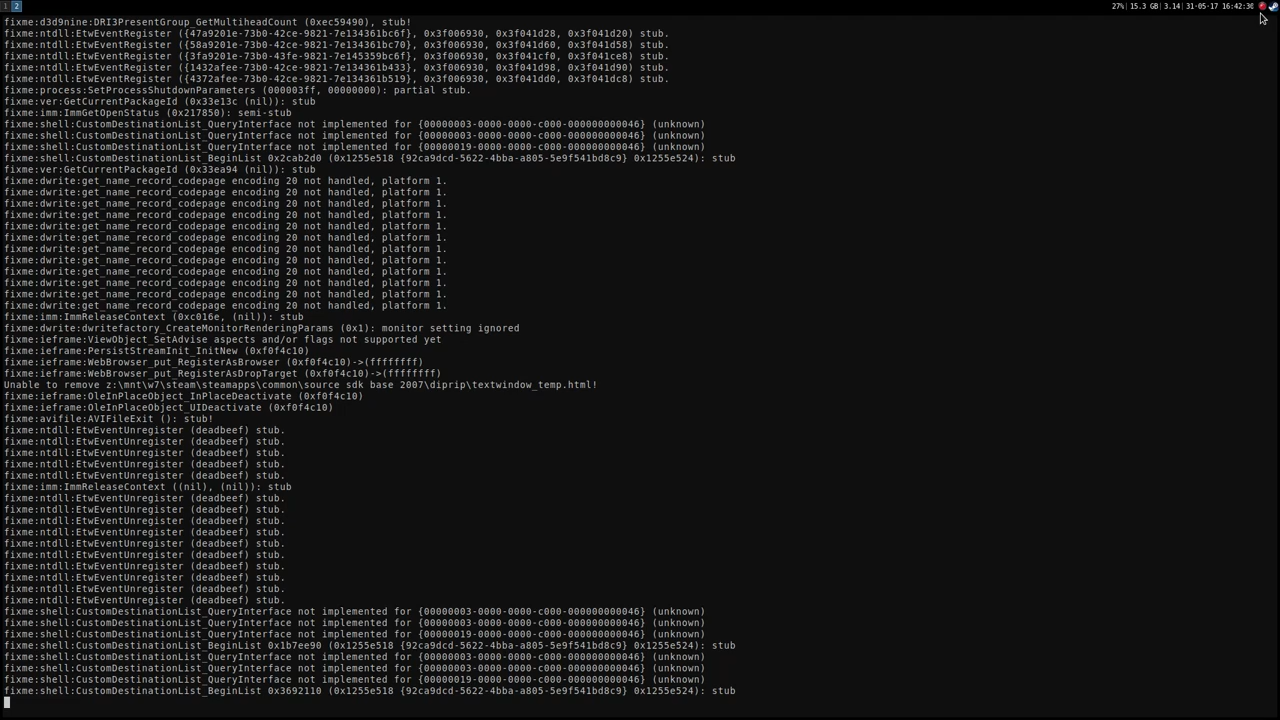 1 2
27%| 15.3 GB| 3.14| 31-05-17 16:42:30
fixme:d3d9nine:DRI3PresentGroup_GetMultiheadCount (0xec59490), stub!
fixme:ntdll:EtwEventRegister ({47a9201e-73b0-42ce-9821-7e134361bc6f}, 0x3f006930, 0x3f041d28, 0x3f041d20) stub.
fixme:ntdll:EtwEventRegister ({58a9201e-73b0-42ce-9821-7e134361bc70}, 0x3f006930, 0x3f041d60, 0x3f041d58) stub.
fixme:ntdll:EtwEventRegister ({3fa9201e-73b0-43fe-9821-7e145359bc6f}, 0x3f006930, 0x3f041cf0, 0x3f041ce8) stub.
fixme:ntdll:EtwEventRegister ({1432afee-73b0-42ce-9821-7e134361b433}, 0x3f006930, 0x3f041d98, 0x3f041d90) stub.
fixme:ntdll:EtwEventRegister ({4372afee-73b0-42ce-9821-7e134361b519}, 0x3f006930, 0x3f041dd0, 0x3f041dc8) stub.
fixme:process:SetProcessShutdownParameters (000003ff, 00000000): partial stub.
fixme:ver:GetCurrentPackageId (0x33e13c (nil)): stub
fixme:imm:ImmGetOpenStatus (0x217850): semi-stub
fixme:shell:CustomDestinationList_QueryInterface not implemented for {00000003-0000-0000-c000-000000000046} (unknown)
fixme:shell:CustomDestinationList_QueryInterface not implemented for {00000003-0000-0000-c000-000000000046} (unknown)
fixme:shell:CustomDestinationList_QueryInterface not implemented for {00000019-0000-0000-c000-000000000046} (unknown)
fixme:shell:CustomDestinationList_BeginList 0x2cab2d0 (0x1255e518 {92ca9dcd-5622-4bba-a805-5e9f541bd8c9} 0x1255e524): stub
fixme:ver:GetCurrentPackageId (0x33ea94 (nil)): stub
fixme:dwrite:get_name_record_codepage encoding 20 not handled, platform 1.
fixme:dwrite:get_name_record_codepage encoding 20 not handled, platform 1.
fixme:dwrite:get_name_record_codepage encoding 20 not handled, platform 1.
fixme:dwrite:get_name_record_codepage encoding 20 not handled, platform 1.
fixme:dwrite:get_name_record_codepage encoding 20 not handled, platform 1.
fixme:dwrite:get_name_record_codepage encoding 20 not handled, platform 1.
fixme:dwrite:get_name_record_codepage encoding 20 not handled, platform 1.
fixme:dwrite:get_name_record_codepage encoding 20 not handled, platform 1.
fixme:dwrite:get_name_record_codepage encoding 20 not handled, platform 1.
fixme:dwrite:get_name_record_codepage encoding 20 not handled, platform 1.
fixme:dwrite:get_name_record_codepage encoding 20 not handled, platform 1.
fixme:dwrite:get_name_record_codepage encoding 20 not handled, platform 1.
fixme:imm:ImmReleaseContext (0xc016e, (nil)): stub
fixme:dwrite:dwritefactory_CreateMonitorRenderingParams (0x1): monitor setting ignored
fixme:ieframe:ViewObject_SetAdvise aspects and/or flags not supported yet
fixme:ieframe:PersistStreamInit_InitNew (0xf0f4c10)
fixme:ieframe:WebBrowser_put_RegisterAsBrowser (0xf0f4c10)->(ffffffff)
fixme:ieframe:WebBrowser_put_RegisterAsDropTarget (0xf0f4c10)->(ffffffff)
Unable to remove z:\mnt\w7\steam\steamapps\common\source sdk base 2007\diprip\textwindow_temp.html!
fixme:ieframe:OleInPlaceObject_InPlaceDeactivate (0xf0f4c10)
fixme:ieframe:OleInPlaceObject_UIDeactivate (0xf0f4c10)
fixme:avifile:AVIFileExit (): stub!
fixme:ntdll:EtwEventUnregister (deadbeef) stub.
fixme:ntdll:EtwEventUnregister (deadbeef) stub.
fixme:ntdll:EtwEventUnregister (deadbeef) stub.
fixme:ntdll:EtwEventUnregister (deadbeef) stub.
fixme:ntdll:EtwEventUnregister (deadbeef) stub.
fixme:imm:ImmReleaseContext ((nil), (nil)): stub
fixme:ntdll:EtwEventUnregister (deadbeef) stub.
fixme:ntdll:EtwEventUnregister (deadbeef) stub.
fixme:ntdll:EtwEventUnregister (deadbeef) stub.
fixme:ntdll:EtwEventUnregister (deadbeef) stub.
fixme:ntdll:EtwEventUnregister (deadbeef) stub.
fixme:ntdll:EtwEventUnregister (deadbeef) stub.
fixme:ntdll:EtwEventUnregister (deadbeef) stub.
fixme:ntdll:EtwEventUnregister (deadbeef) stub.
fixme:ntdll:EtwEventUnregister (deadbeef) stub.
fixme:ntdll:EtwEventUnregister (deadbeef) stub.
fixme:shell:CustomDestinationList_QueryInterface not implemented for {00000003-0000-0000-c000-000000000046} (unknown)
fixme:shell:CustomDestinationList_QueryInterface not implemented for {00000003-0000-0000-c000-000000000046} (unknown)
fixme:shell:CustomDestinationList_QueryInterface not implemented for {00000019-0000-0000-c000-000000000046} (unknown)
fixme:shell:CustomDestinationList_BeginList 0x1b7ee90 (0x1255e518 {92ca9dcd-5622-4bba-a805-5e9f541bd8c9} 0x1255e524): stub
fixme:shell:CustomDestinationList_QueryInterface not implemented for {00000003-0000-0000-c000-000000000046} (unknown)
fixme:shell:CustomDestinationList_QueryInterface not implemented for {00000003-0000-0000-c000-000000000046} (unknown)
fixme:shell:CustomDestinationList_QueryInterface not implemented for {00000019-0000-0000-c000-000000000046} (unknown)
fixme:shell:CustomDestinationList_BeginList 0x3692110 (0x1255e518 {92ca9dcd-5622-4bba-a805-5e9f541bd8c9} 0x1255e524): stub